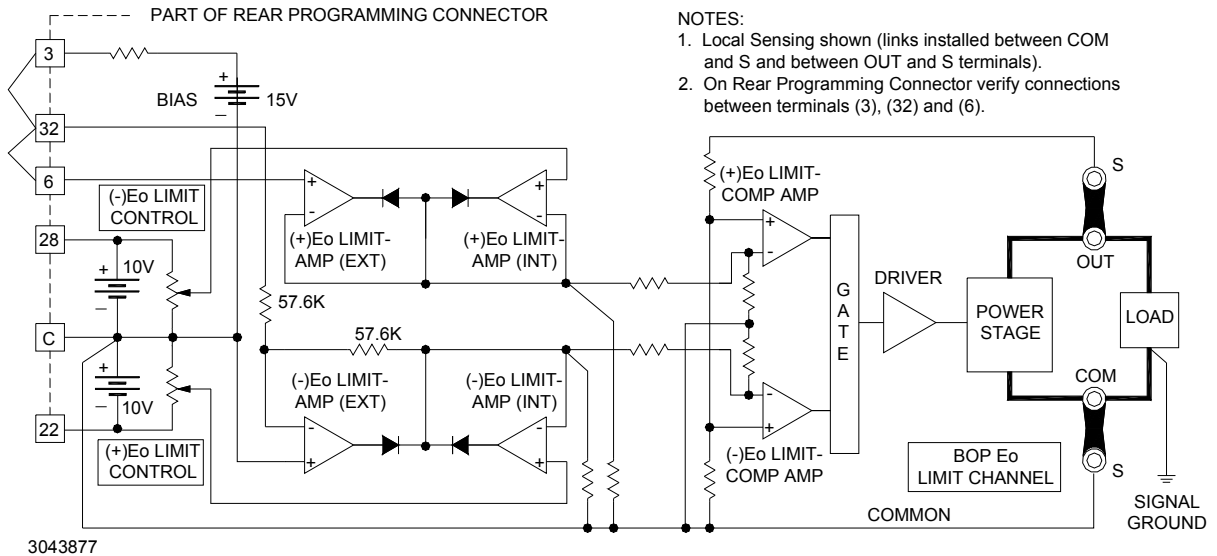 PART OF REAR PROGRAMMING CONNECTOR
NOTES:
1. Local Sensing shown (links installed between COM
and S and between OUT and S terminals).
2. On Rear Programming Connector verify connections
between terminals (3), (32) and (6).
3
+
BIAS
15V
–
32
6
(-)Eo LIMIT
CONTROL
28
+
10V
–
C
+
10V
–
22
(+)Eo LIMIT
CONTROL
+
-
(+)Eo LIMIT-
AMP (EXT)
+
-
(+)Eo LIMIT-
AMP (INT)
57.6K
57.6K
(-)Eo LIMIT-
AMP (EXT)
-
+
(-)Eo LIMIT-
AMP (INT)
-
+
(+)Eo LIMIT-
COMP AMP
+
-
-
+
(-)Eo LIMIT-
COMP AMP
G
A
T
E
DRIVER
POWER
STAGE
S
OUT
LOAD
COM
S
BOP Eo
LIMIT CHANNEL
SIGNAL
GROUND
COMMON
3043877